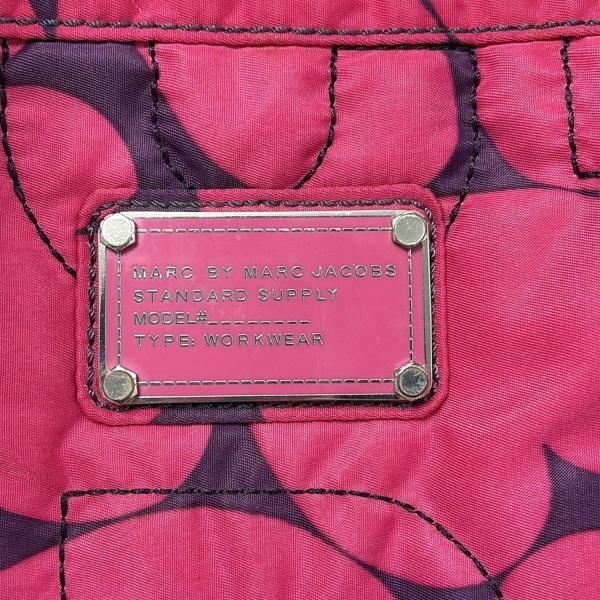 MARC BY MARC JACOBS
STANDARD SUPPLY
MODEL#________
TYPE: WORKWEAR